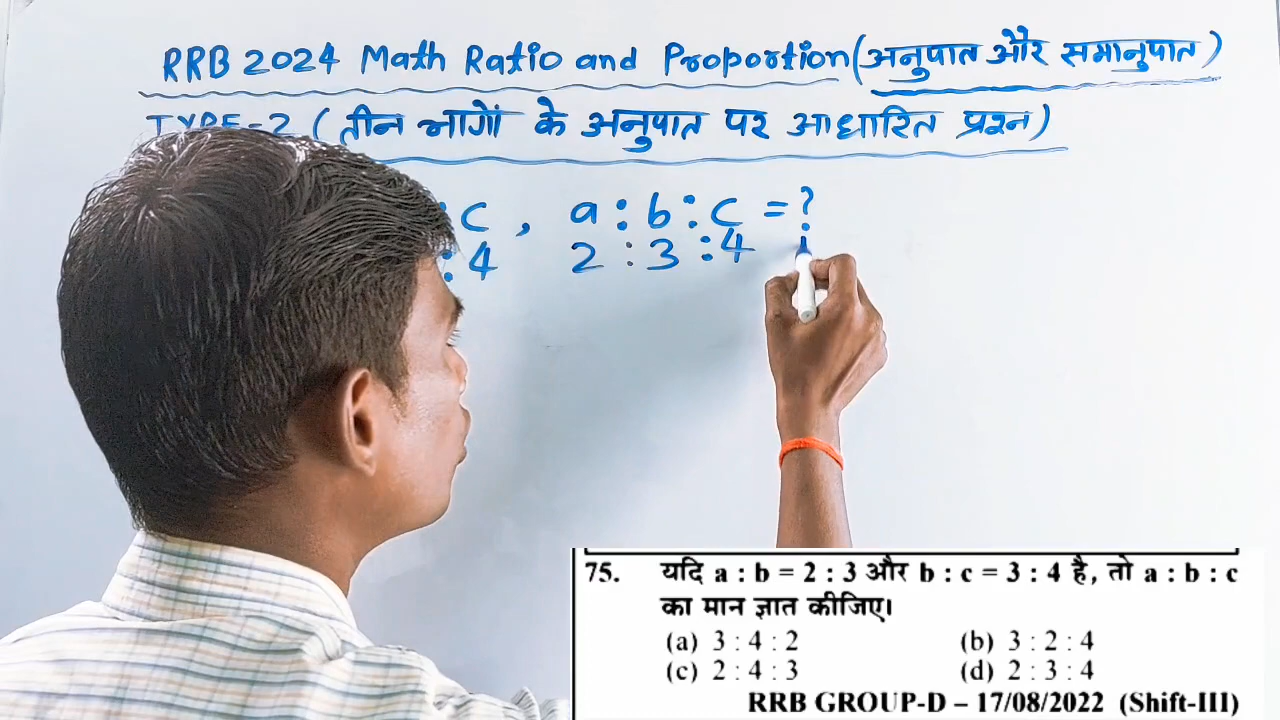 RRB 2024 Math Ratio and Proportion (अनुपात और समानुपात)
TYPE-2 (तीन भागों के अनुपात पर आधारित प्रश्न)
: c , a : b : c = ?
: 4 2 : 3 : 4
75. यदि a : b = 2 : 3 और b : c = 3 : 4 है, तो a : b : c
का मान ज्ञात कीजिए।
(a) 3 : 4 : 2 (b) 3 : 2 : 4
(c) 2 : 4 : 3 (d) 2 : 3 : 4
RRB GROUP-D – 17/08/2022 (Shift-III)